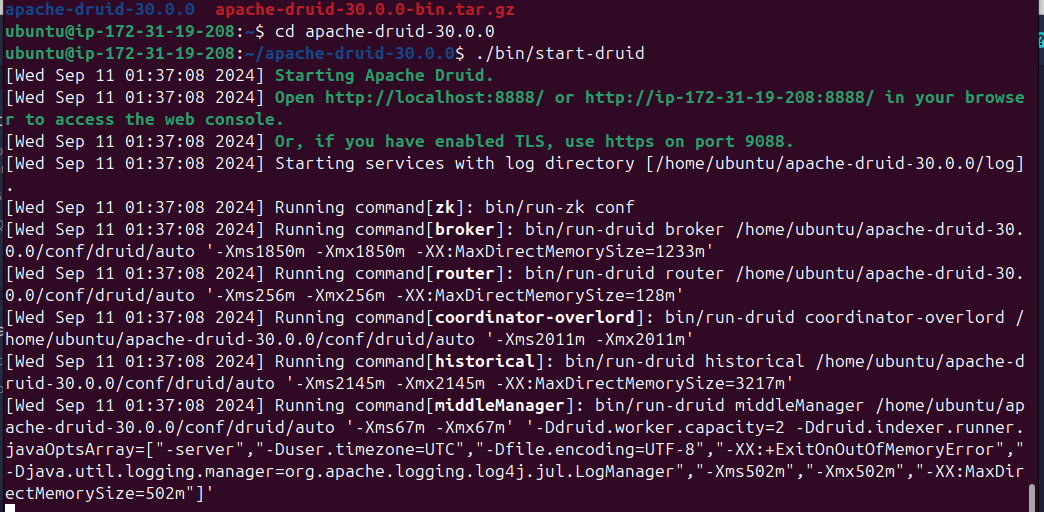 apache-druid-30.0.0  apache-druid-30.0.0-bin.tar.gz
ubuntu@ip-172-31-19-208:~$ cd apache-druid-30.0.0
ubuntu@ip-172-31-19-208:~/apache-druid-30.0.0$ ./bin/start-druid
[Wed Sep 11 01:37:08 2024] Starting Apache Druid.
[Wed Sep 11 01:37:08 2024] Open http://localhost:8888/ or http://ip-172-31-19-208:8888/ in your browse
r to access the web console.
[Wed Sep 11 01:37:08 2024] Or, if you have enabled TLS, use https on port 9088.
[Wed Sep 11 01:37:08 2024] Starting services with log directory [/home/ubuntu/apache-druid-30.0.0/log]
.
[Wed Sep 11 01:37:08 2024] Running command[zk]: bin/run-zk conf
[Wed Sep 11 01:37:08 2024] Running command[broker]: bin/run-druid broker /home/ubuntu/apache-druid-30.
0.0/conf/druid/auto '-Xms1850m -Xmx1850m -XX:MaxDirectMemorySize=1233m'
[Wed Sep 11 01:37:08 2024] Running command[router]: bin/run-druid router /home/ubuntu/apache-druid-30.
0.0/conf/druid/auto '-Xms256m -Xmx256m -XX:MaxDirectMemorySize=128m'
[Wed Sep 11 01:37:08 2024] Running command[coordinator-overlord]: bin/run-druid coordinator-overlord /
home/ubuntu/apache-druid-30.0.0/conf/druid/auto '-Xms2011m -Xmx2011m'
[Wed Sep 11 01:37:08 2024] Running command[historical]: bin/run-druid historical /home/ubuntu/apache-d
ruid-30.0.0/conf/druid/auto '-Xms2145m -Xmx2145m -XX:MaxDirectMemorySize=3217m'
[Wed Sep 11 01:37:08 2024] Running command[middleManager]: bin/run-druid middleManager /home/ubuntu/ap
ache-druid-30.0.0/conf/druid/auto '-Xms67m -Xmx67m' '-Ddruid.worker.capacity=2 -Ddruid.indexer.runner.
javaOptsArray=["-server","-Duser.timezone=UTC","-Dfile.encoding=UTF-8","-XX:+ExitOnOutOfMemoryError","
-Djava.util.logging.manager=org.apache.logging.log4j.jul.LogManager","-Xms502m","-Xmx502m","-XX:MaxDir
ectMemorySize=502m"]'